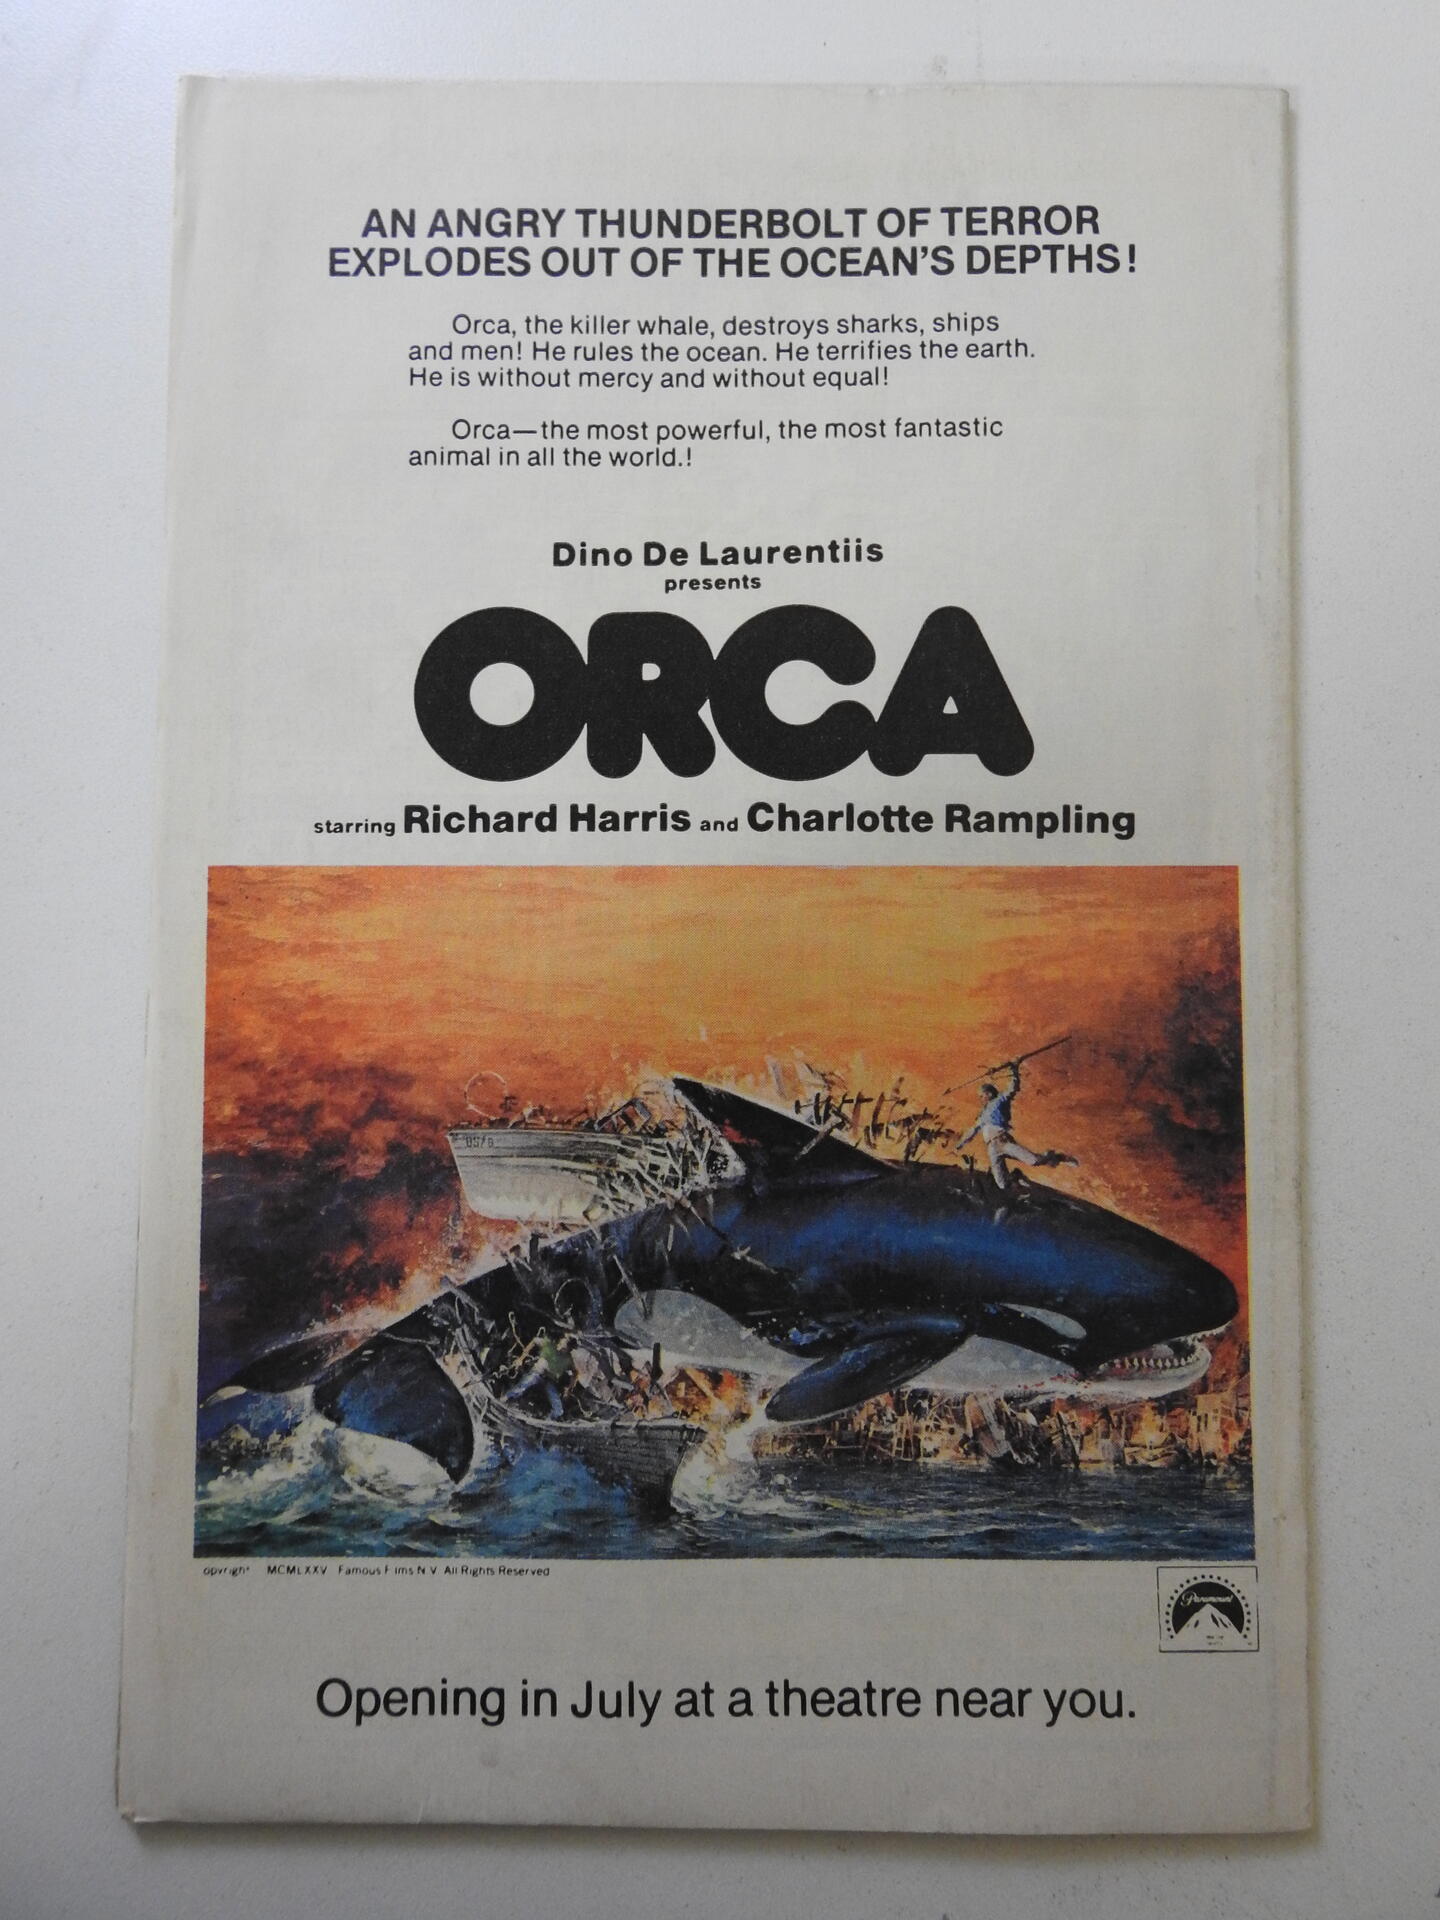 AN ANGRY THUNDERBOLT OF TERROR
EXPLODES OUT OF THE OCEAN'S DEPTHS!
Orca, the killer whale, destroys sharks, ships
and men! He rules the ocean. He terrifies the earth.
He is without mercy and without equal!
Orca—the most powerful, the most fantastic
animal in all the world.!
Dino De Laurentiis
presents
ORCA
starring Richard Harris and Charlotte Rampling
MCMLXXV Famous N.V. All Rights Reserved
Paramount
Opening in July at a theatre near you.